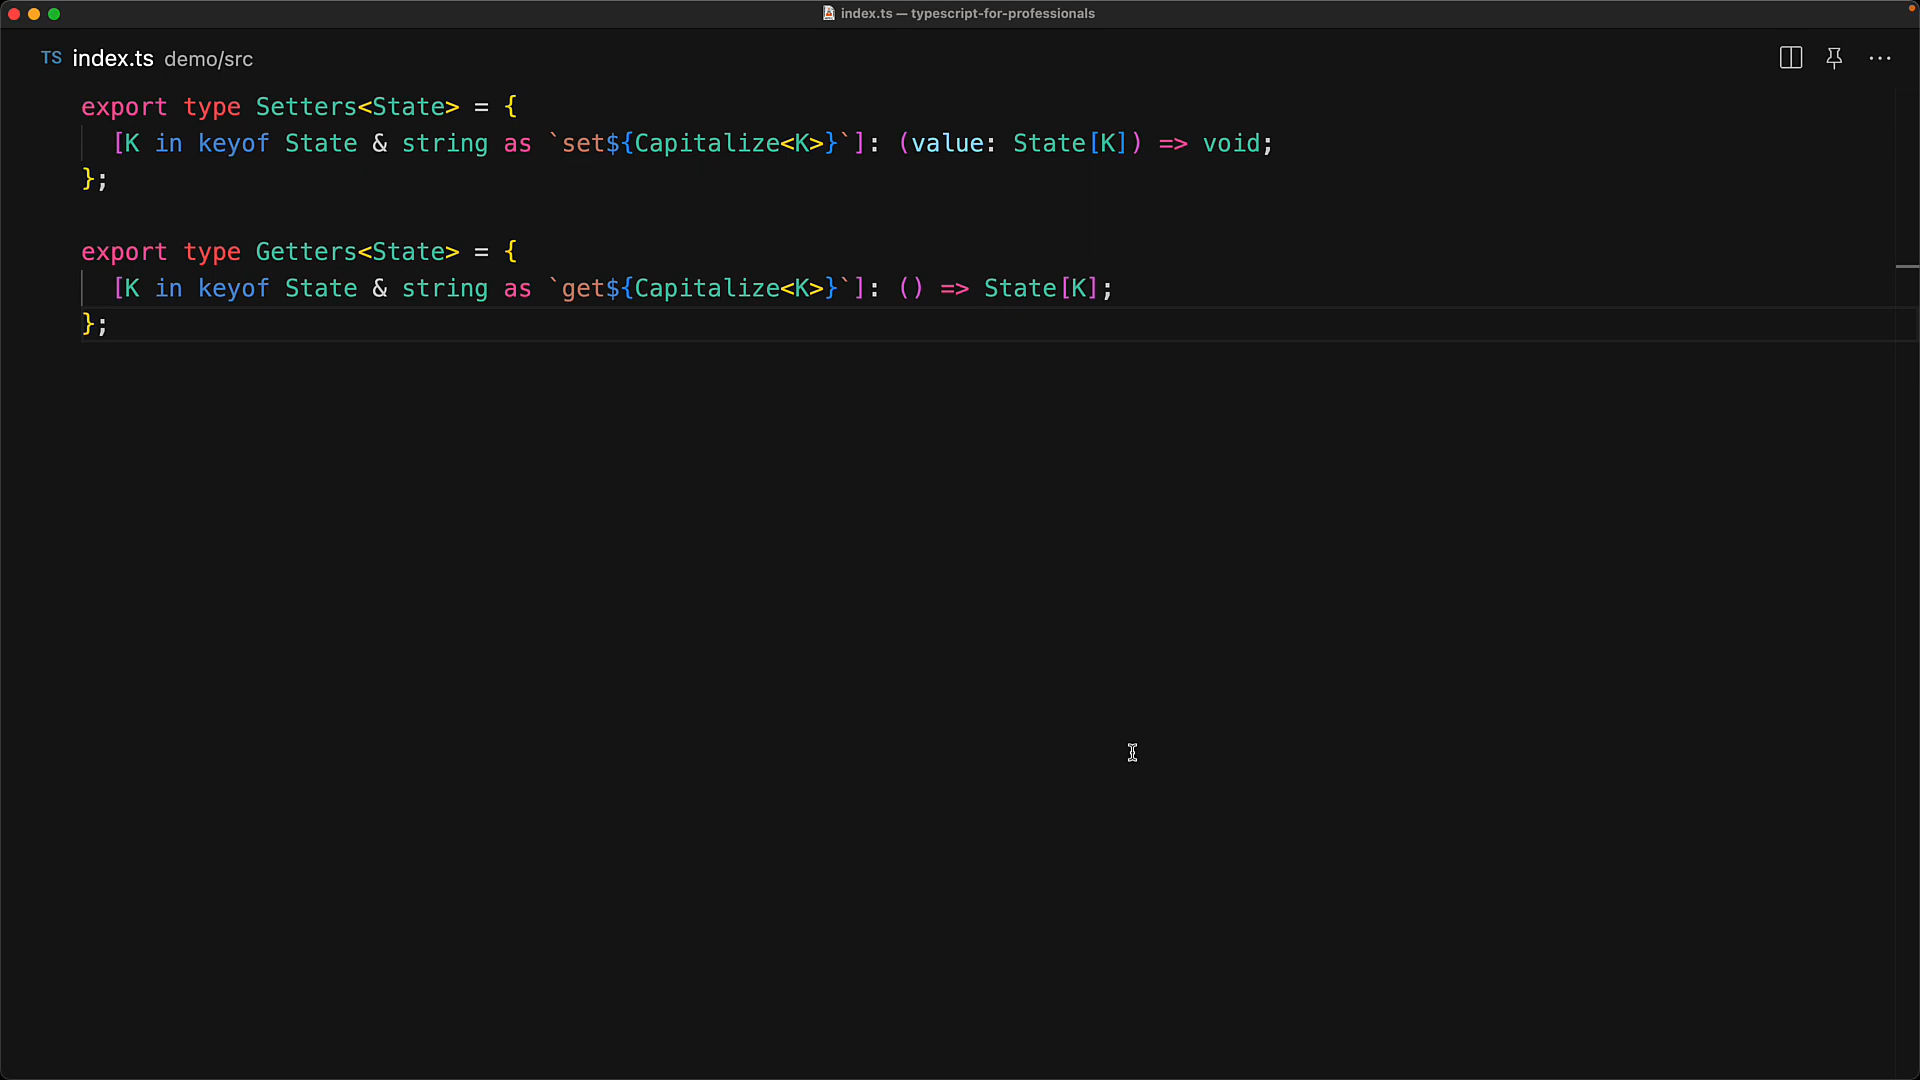 index.ts — typescript-for-professionals
TS index.ts demo/src
export type Setters<State> = {
  [K in keyof State & string as `set${Capitalize<K>}`]: (value: State[K]) => void;
};

export type Getters<State> = {
  [K in keyof State & string as `get${Capitalize<K>}`]: () => State[K];
};